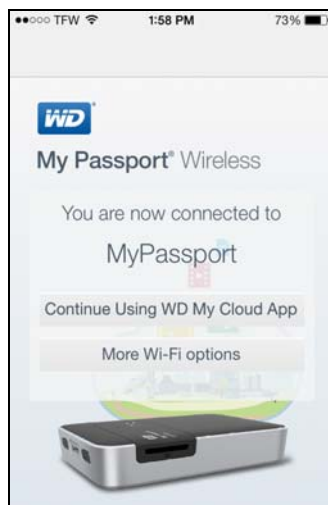 TFW 1:58 PM 73%
WD®
My Passport® Wireless
You are now connected to
MyPassport
Continue Using WD My Cloud App
More Wi-Fi options